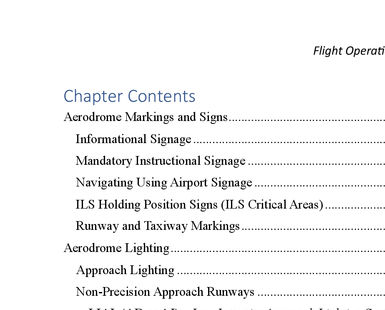 Flight Operati
Chapter Contents
Aerodrome Markings and Signs
Informational Signage
Mandatory Instructional Signage
Navigating Using Airport Signage
ILS Holding Position Signs (ILS Critical Areas)
Runway and Taxiway Markings
Aerodrome Lighting
Approach Lighting
Non-Precision Approach Runways